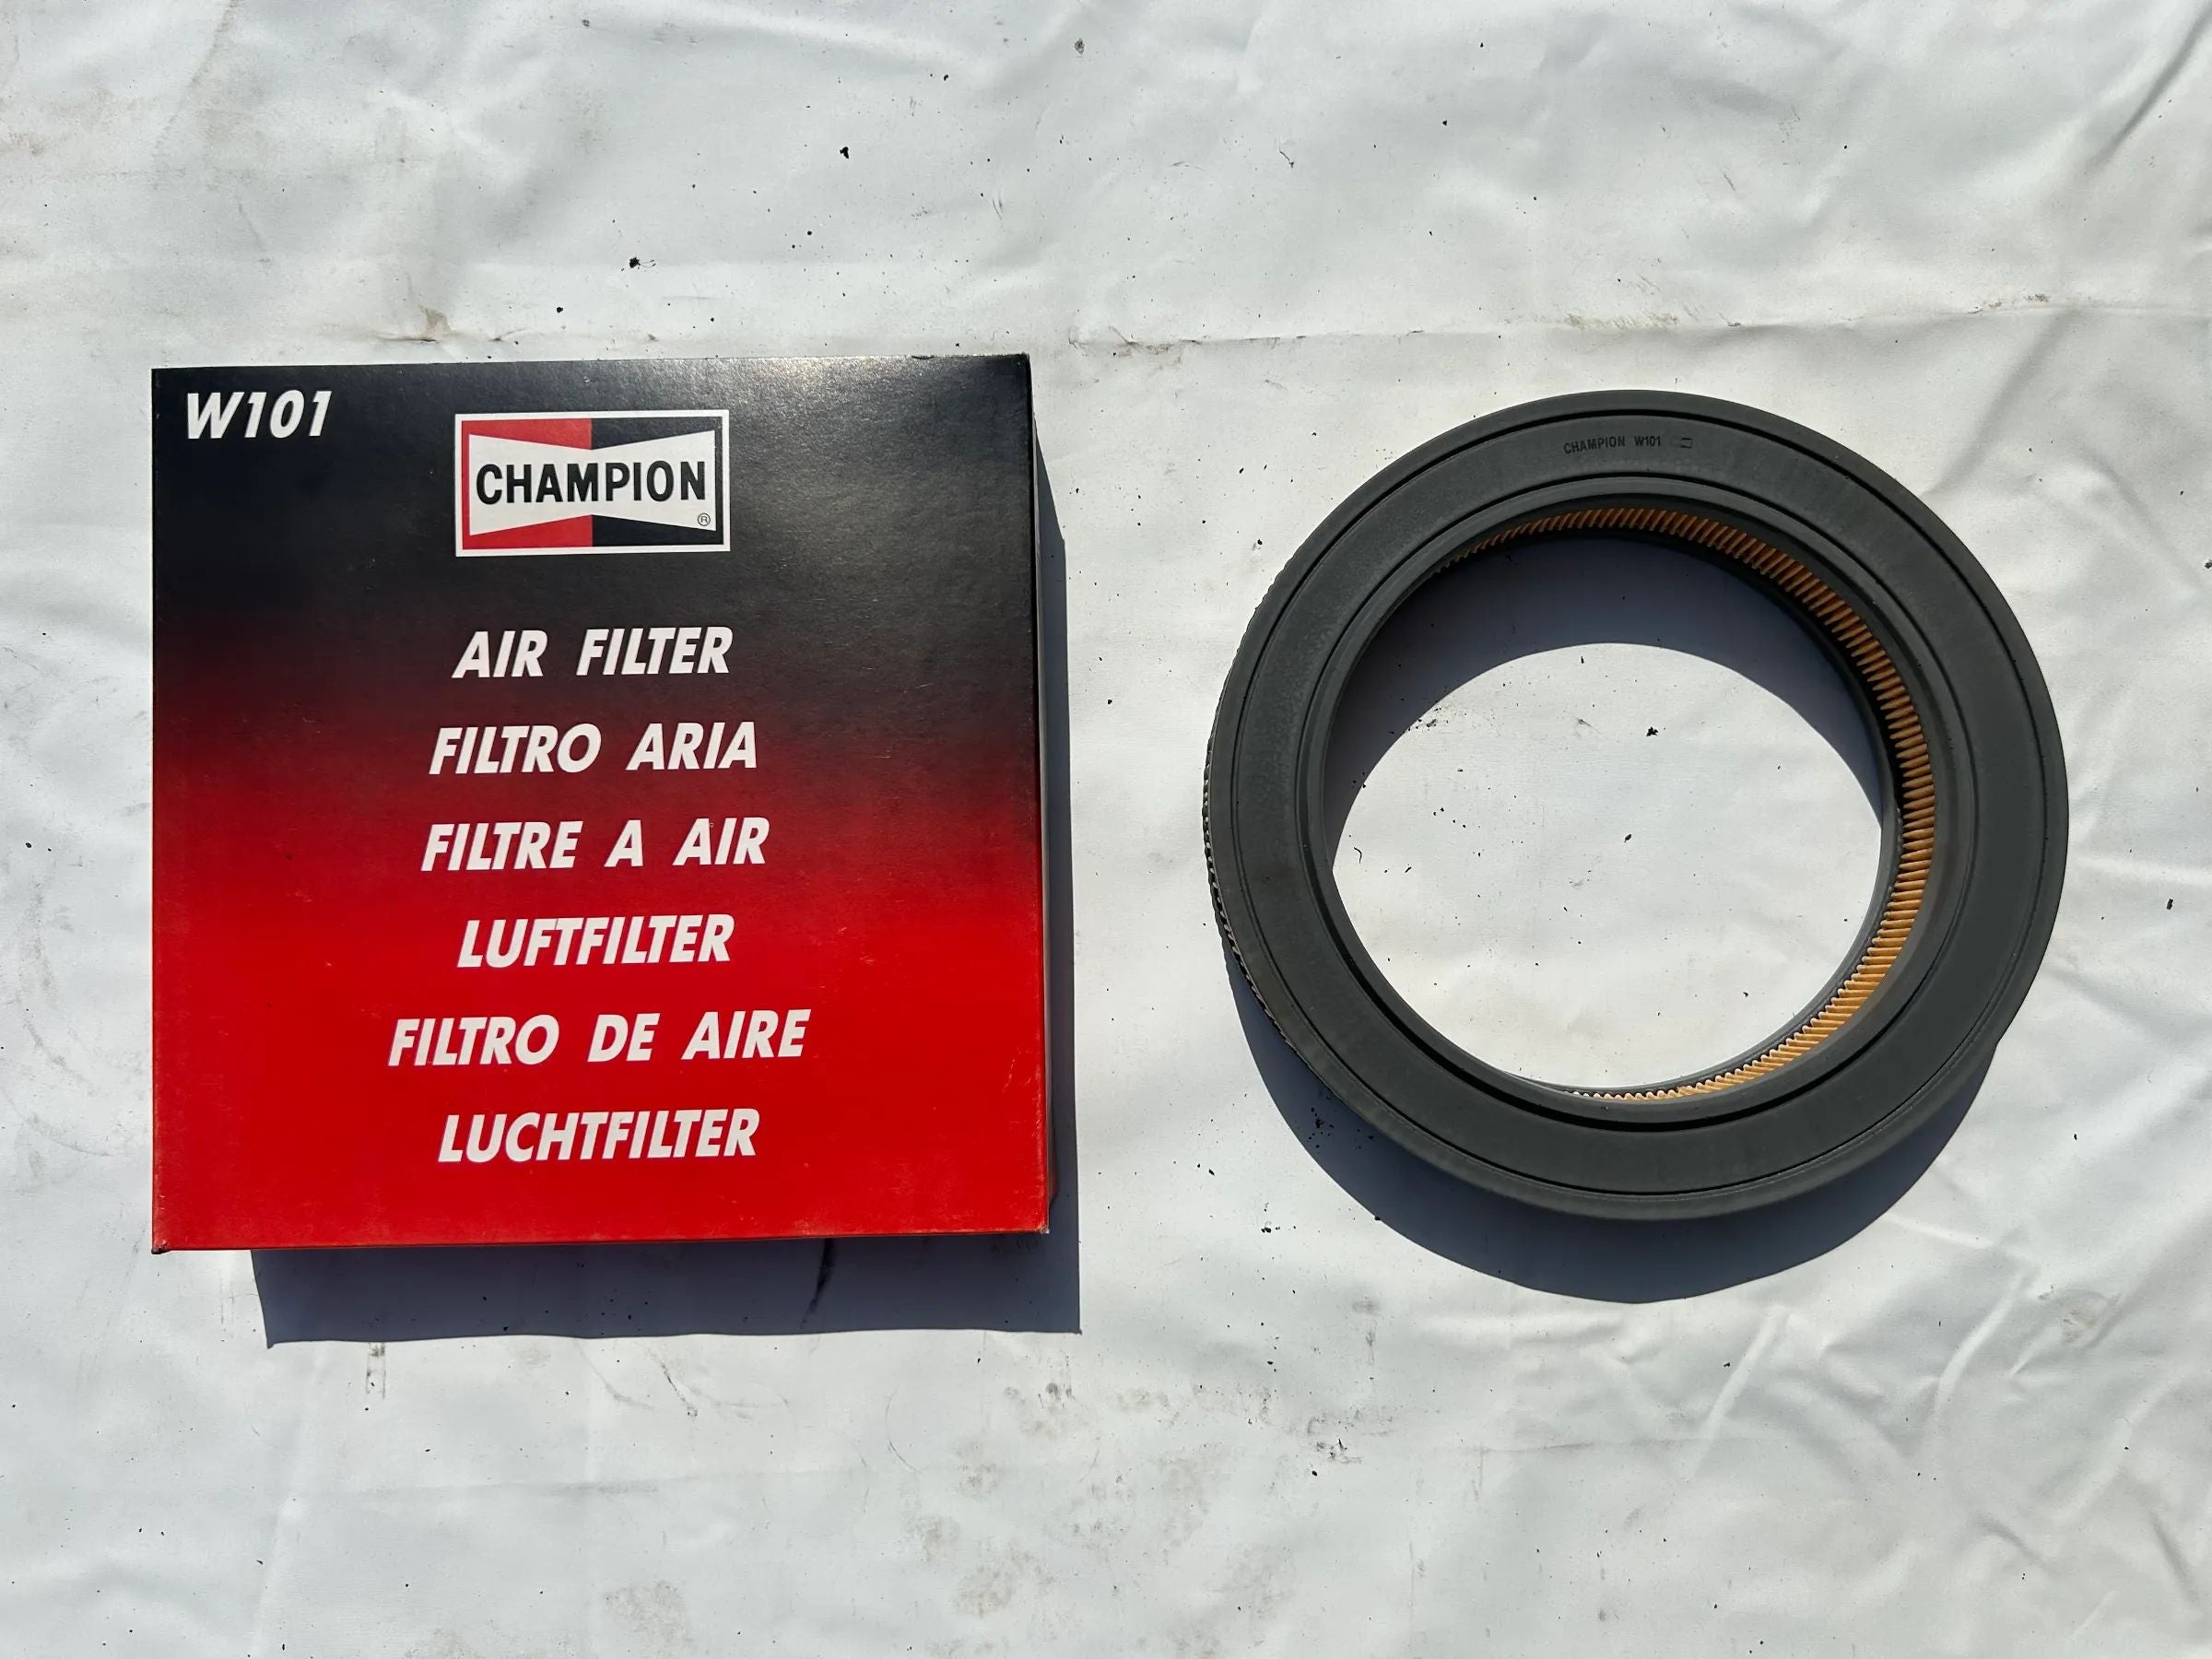 W101
CHAMPION
®
AIR FILTER
FILTRO ARIA
FILTRE A AIR
LUFTFILTER
FILTRO DE AIRE
LUCHTFILTER
CHAMPION W101